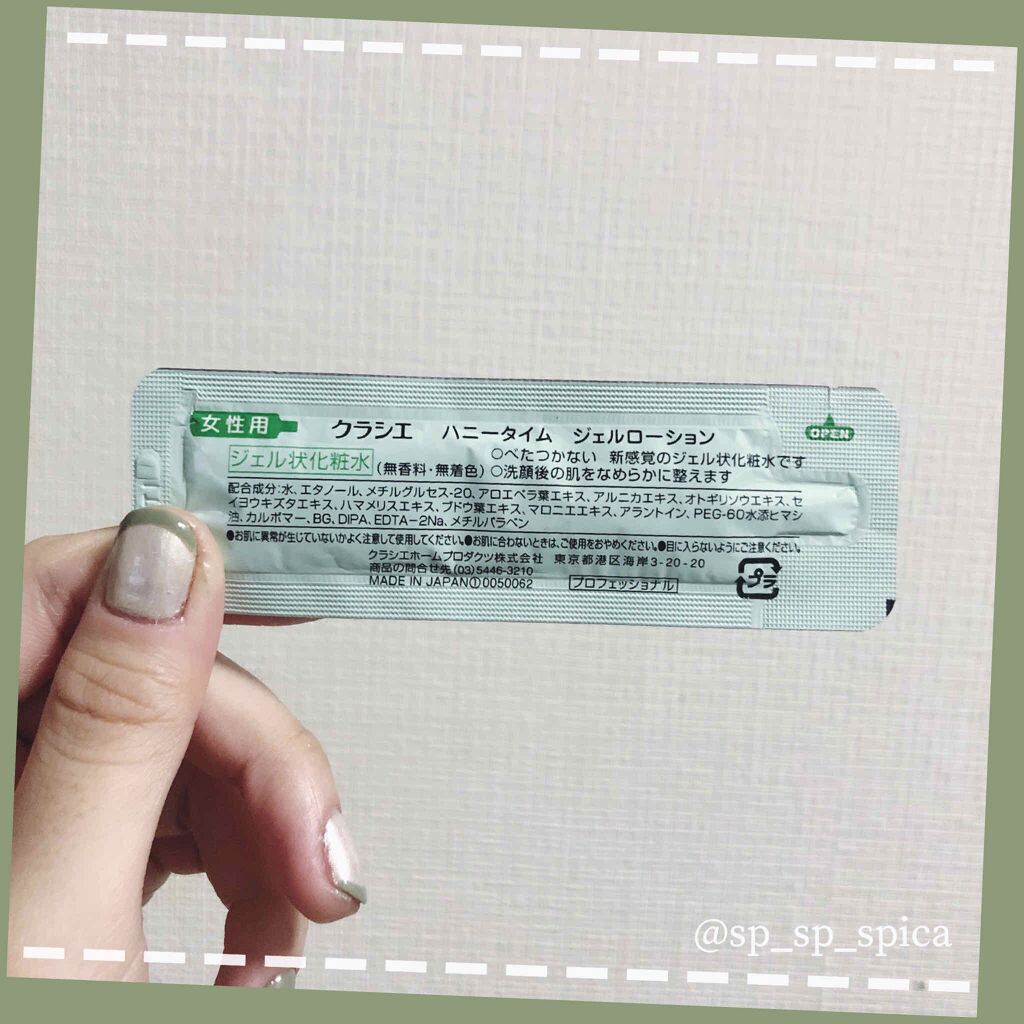 女性用
クラシエ ハニータイム ジェルローション
ジェル状化粧水 (無香料・無着色)
○べたつかない 新感覚のジェル状化粧水です
○洗顔後の肌をなめらかに整えます
配合成分:水、エタノール、メチルグルセス-20、アロエベラ葉エキス、アルニカエキス、オトギリソウエキス、セ
イヨウキズタエキス、ハマメリスエキス、ブドウ葉エキス、マロニエエキス、アラントイン、PEG-60水添ヒマシ
油、カルボマー、BG、DIPA、EDTA-2Na、メチルパラベン
●お肌に異常が生じていないかよく注意して使用してください。●お肌に合わないときは、ご使用をおやめください。●目に入らないようにご注意ください。
クラシエホームプロダクツ株式会社 東京都港区海岸3-20-20
商品の問合せ先(03)5446-3210
MADE IN JAPAN① 0050062 プロフェッショナル
プラ
OPEN
@sp_sp_spica